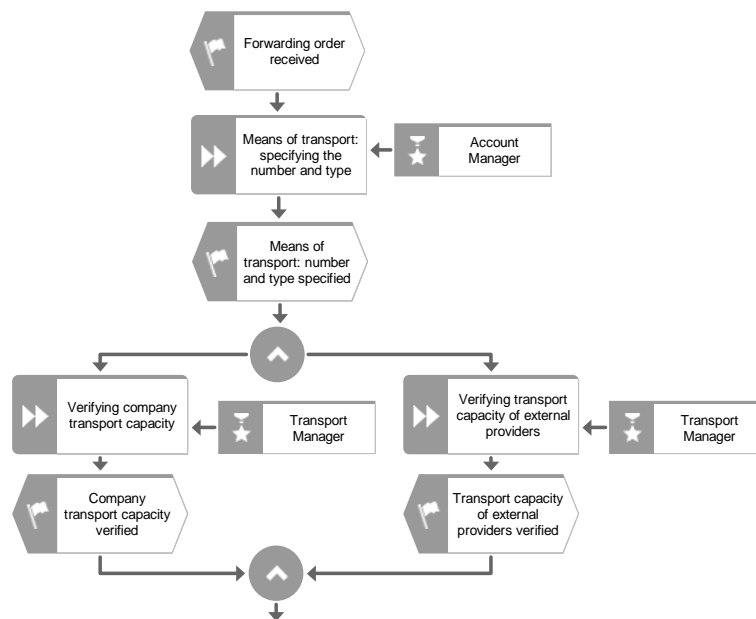 Forwarding order
received
Means of transport:
specifying the
number and type
Account
Manager
Means of
transport: number
and type specified
Verifying company
transport capacity
Transport
Manager
Verifying transport
capacity of external
providers
Transport
Manager
Company
transport capacity
verified
Transport capacity
of external
providers verified